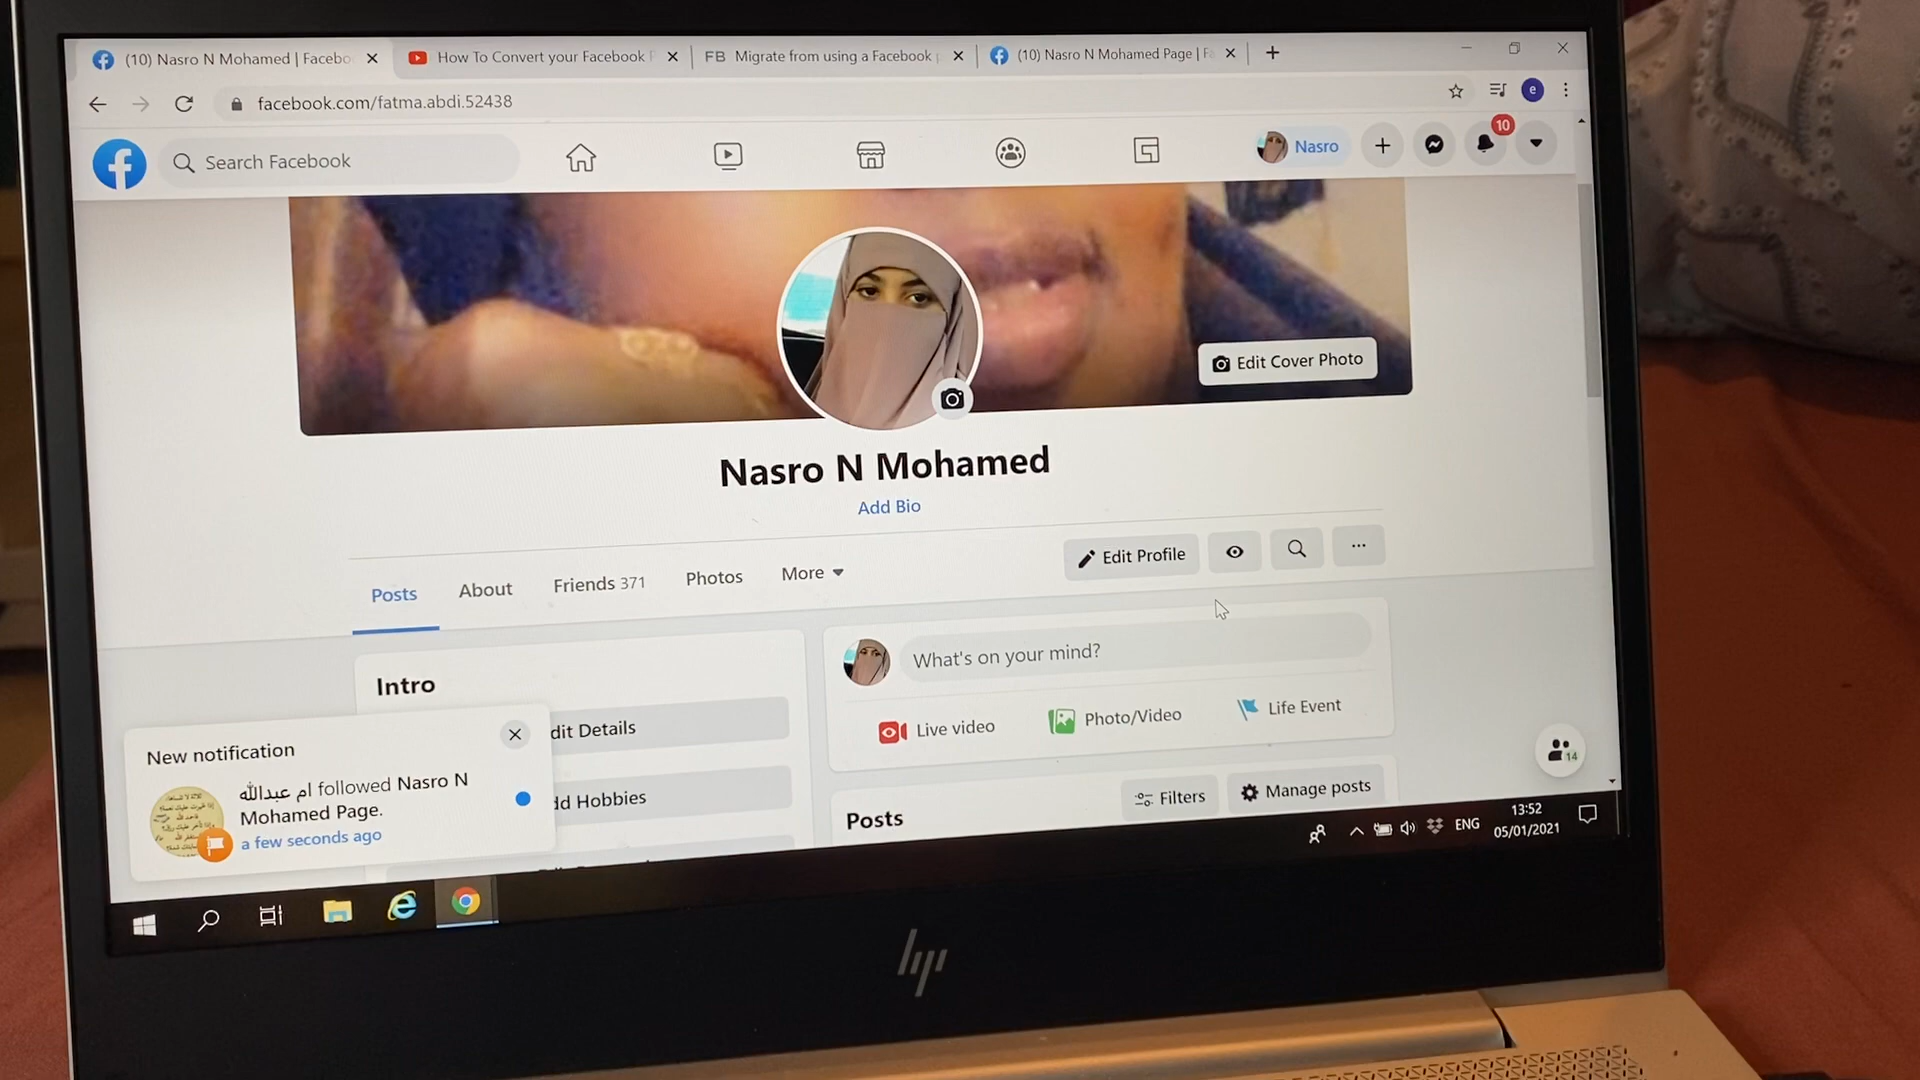 (10) Nasro N Mohamed | Facebo
How To Convert your Facebook P
FB Migrate from using a Facebook
(10) Nasro N Mohamed Page | F
facebook.com/fatma.abdi.52438
e
Search Facebook
Nasro
10
Edit Cover Photo
Nasro N Mohamed
Add Bio
Posts
About
Friends 371
Photos
More
Edit Profile
What's on your mind?
Live video
Photo/Video
Life Event
Intro
dit Details
dd Hobbies
Posts
Filters
Manage posts
New notification
ام عبدالله followed Nasro N
Mohamed Page.
a few seconds ago
14
ENG
13:52
05/01/2021
hp